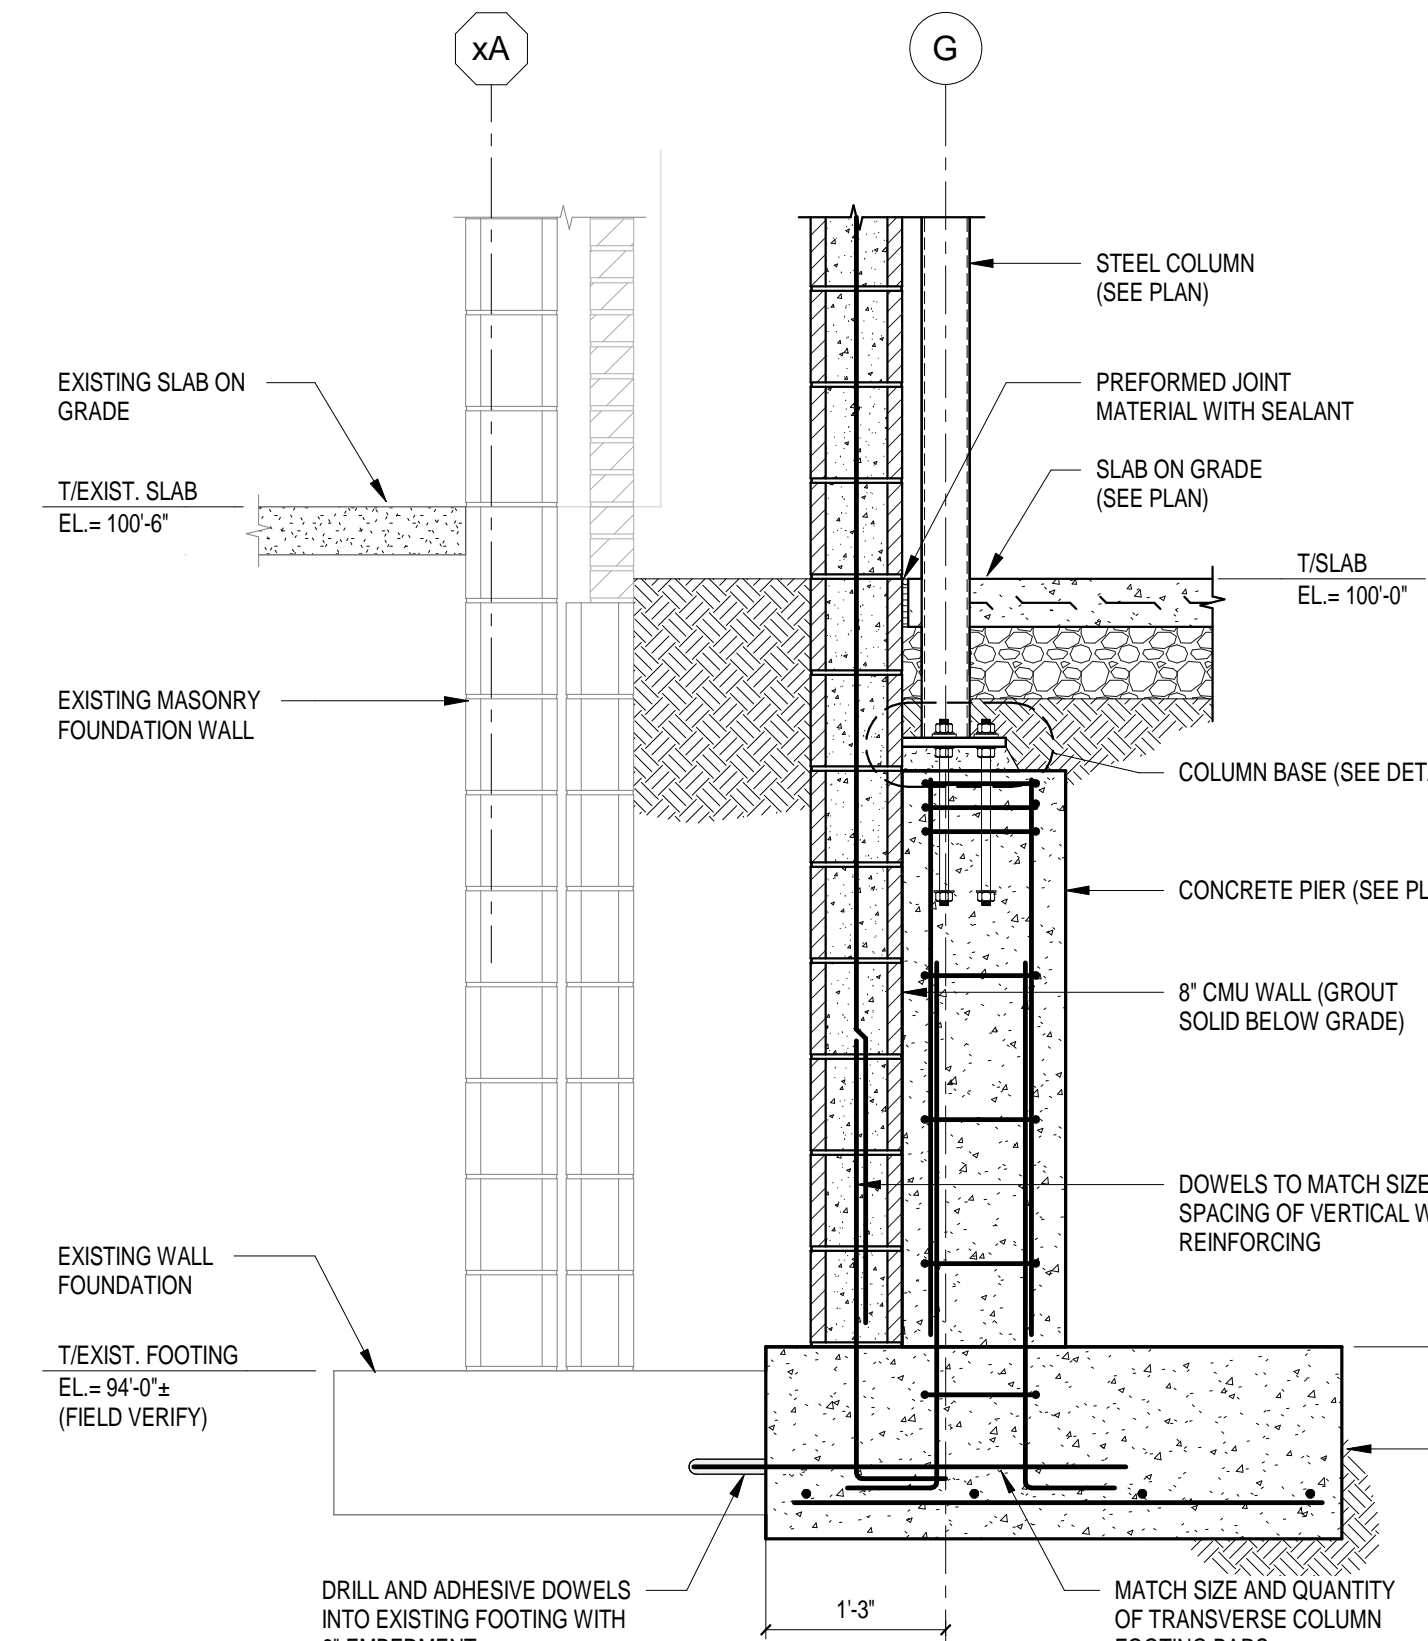 xA
G
STEEL COLUMN
(SEE PLAN)
PREFORMED JOINT
MATERIAL WITH SEALANT
EXISTING SLAB ON
GRADE
SLAB ON GRADE
(SEE PLAN)
T/EXIST. SLAB
EL.= 100'-6"
T/SLAB
EL.= 100'-0"
EXISTING MASONRY
FOUNDATION WALL
COLUMN BASE (SEE
CONCRETE PIER (SEE
8" CMU WALL (GROUT
SOLID BELOW GRADE)
DOWELS TO MATCH SIZE
SPACING OF VERTICAL
REINFORCING
EXISTING WALL
FOUNDATION
T/EXIST. FOOTING
EL.= 94'-0"±
(FIELD VERIFY)
DRILL AND ADHESIVE DOWELS
INTO EXISTING FOOTING WITH
1'-3"
MATCH SIZE AND QUANTITY
OF TRANSVERSE COLUMN